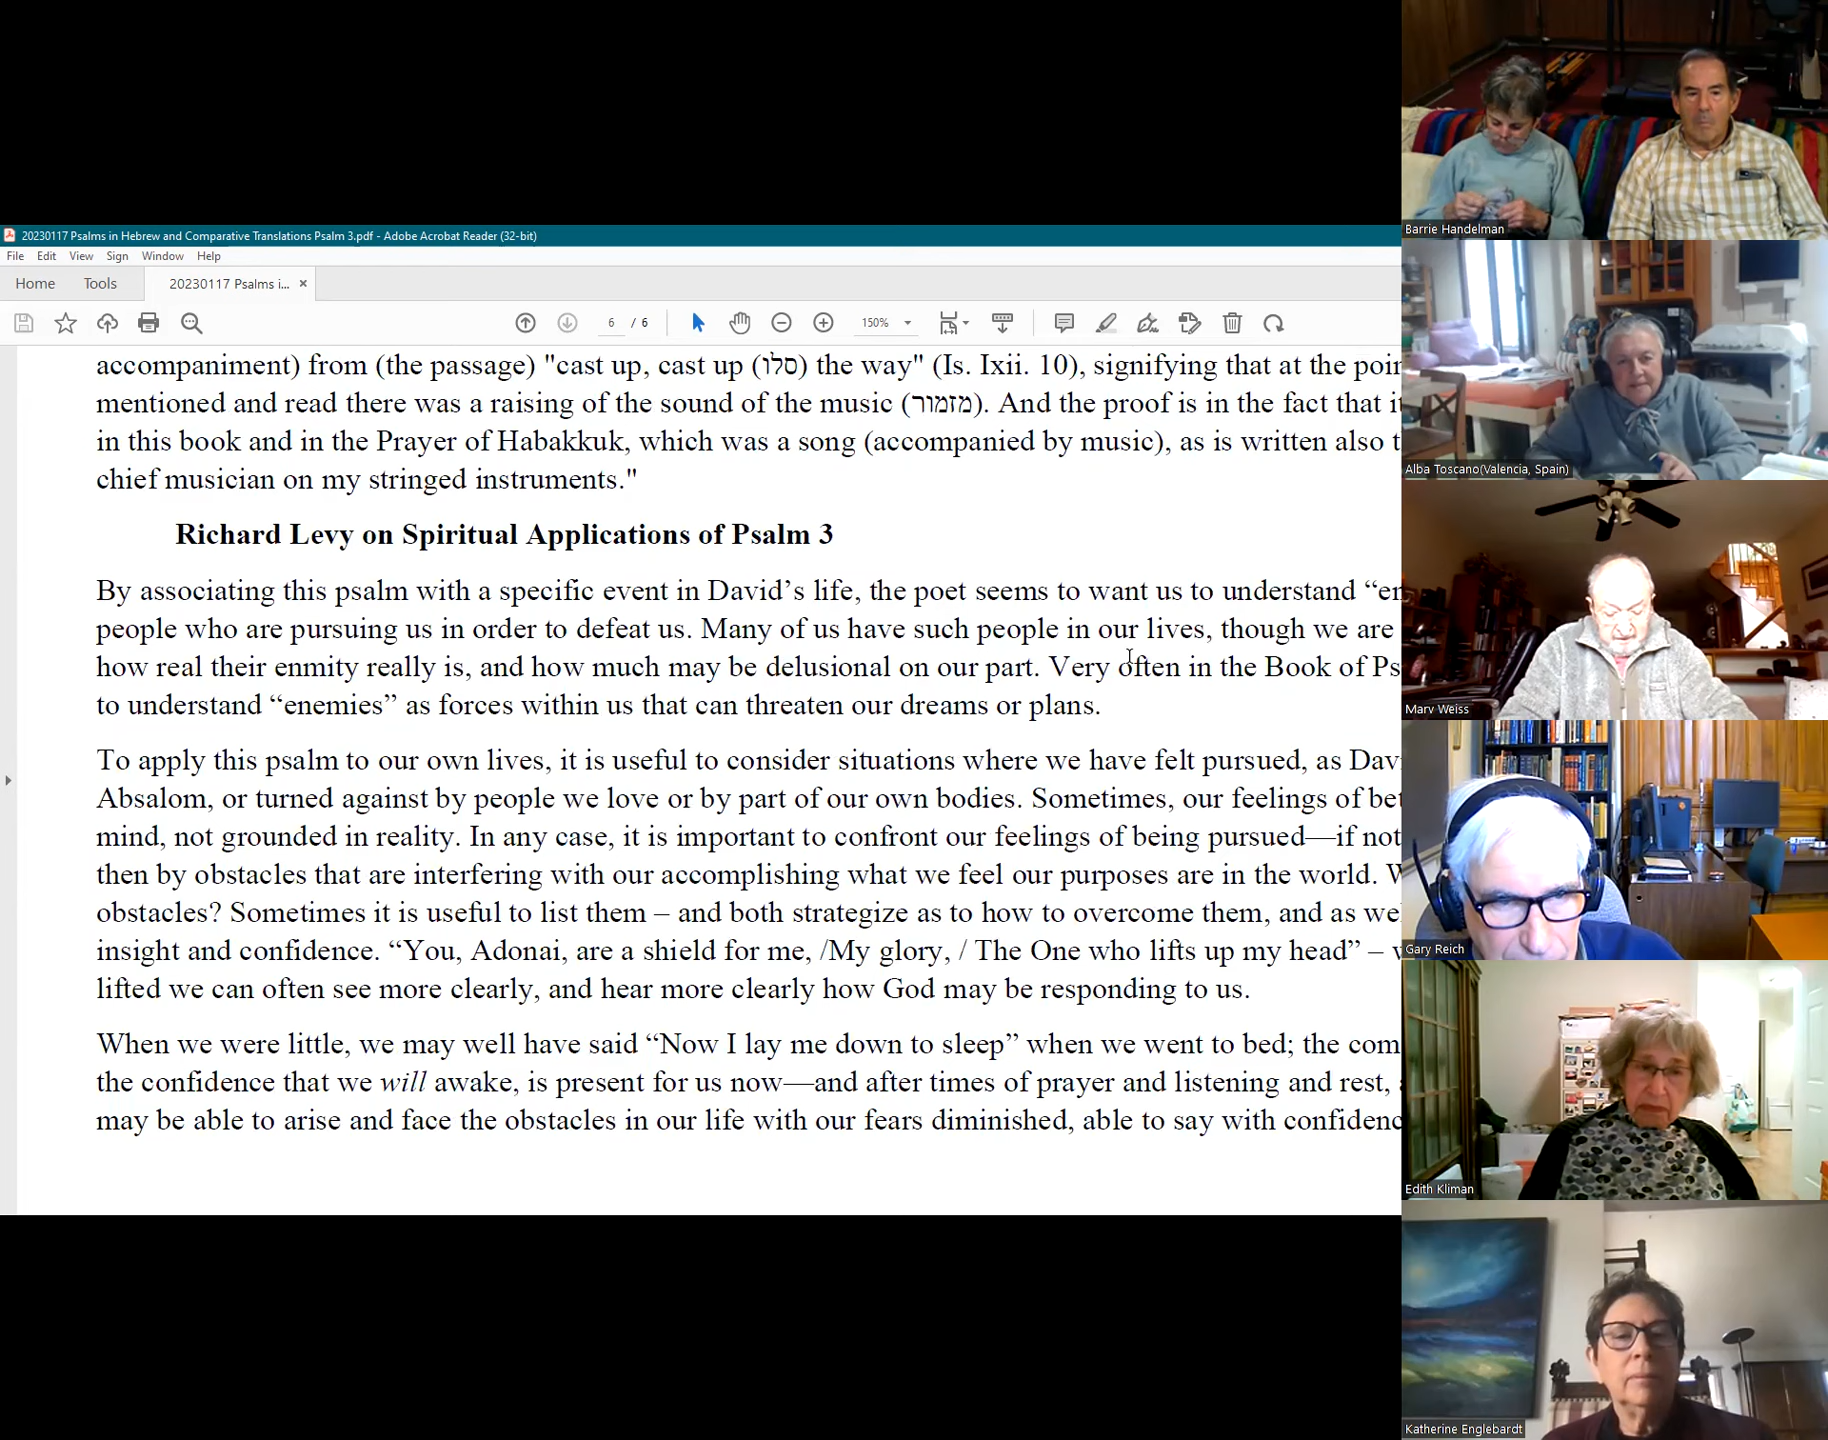 20230117 Psalms in Hebrew and Comparative Translations Psalm 3.pdf - Adobe Acrobat Reader (32-bit)
File Edit View Sign Window Help
Home Tools 20230117 Psalms i... ×
6 / 6 150%
accompaniment) from (the passage) "cast up, cast up (סלו) the way" (Is. Ixii. 10), signifying that at the
mentioned and read there was a raising of the sound of the music (מזמור). And the proof is in the fact that
in this book and in the Prayer of Habakkuk, which was a song (accompanied by music), as is written also
chief musician on my stringed instruments."
Richard Levy on Spiritual Applications of Psalm 3
By associating this psalm with a specific event in David’s life, the poet seems to want us to understand
people who are pursuing us in order to defeat us. Many of us have such people in our lives, though we are
how real their enmity really is, and how much may be delusional on our part. Very often in the Book of
to understand “enemies” as forces within us that can threaten our dreams or plans.
To apply this psalm to our own lives, it is useful to consider situations where we have felt pursued, as
Absalom, or turned against by people we love or by part of our own bodies. Sometimes, our feelings of
mind, not grounded in reality. In any case, it is important to confront our feelings of being pursued—if not
then by obstacles that are interfering with our accomplishing what we feel our purposes are in the world.
obstacles? Sometimes it is useful to list them – and both strategize as to how to overcome them, and as
insight and confidence. “You, Adonai, are a shield for me, /My glory, / The One who lifts up my head” –
lifted we can often see more clearly, and hear more clearly how God may be responding to us.
When we were little, we may well have said “Now I lay me down to sleep” when we went to bed; the
the confidence that we will awake, is present for us now—and after times of prayer and listening and rest,
may be able to arise and face the obstacles in our life with our fears diminished, able to say with
Barrie Handelman
Alba Toscano(Valencia, Spain)
Marv Weiss
Gary Reich
Edith Kliman
Katherine Englebardt